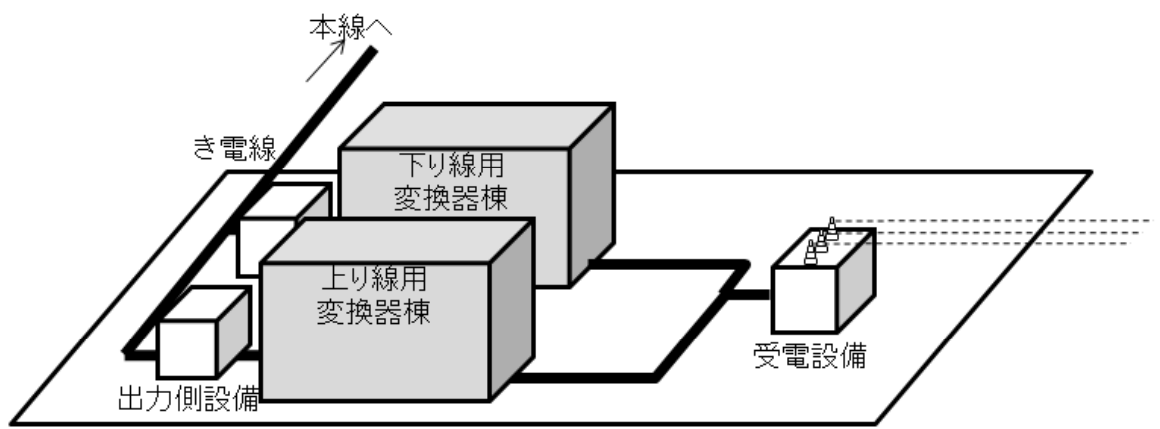 本線へ
き電線
下り線用
変換器棟
上り線用
変換器棟
受電設備
出力側設備